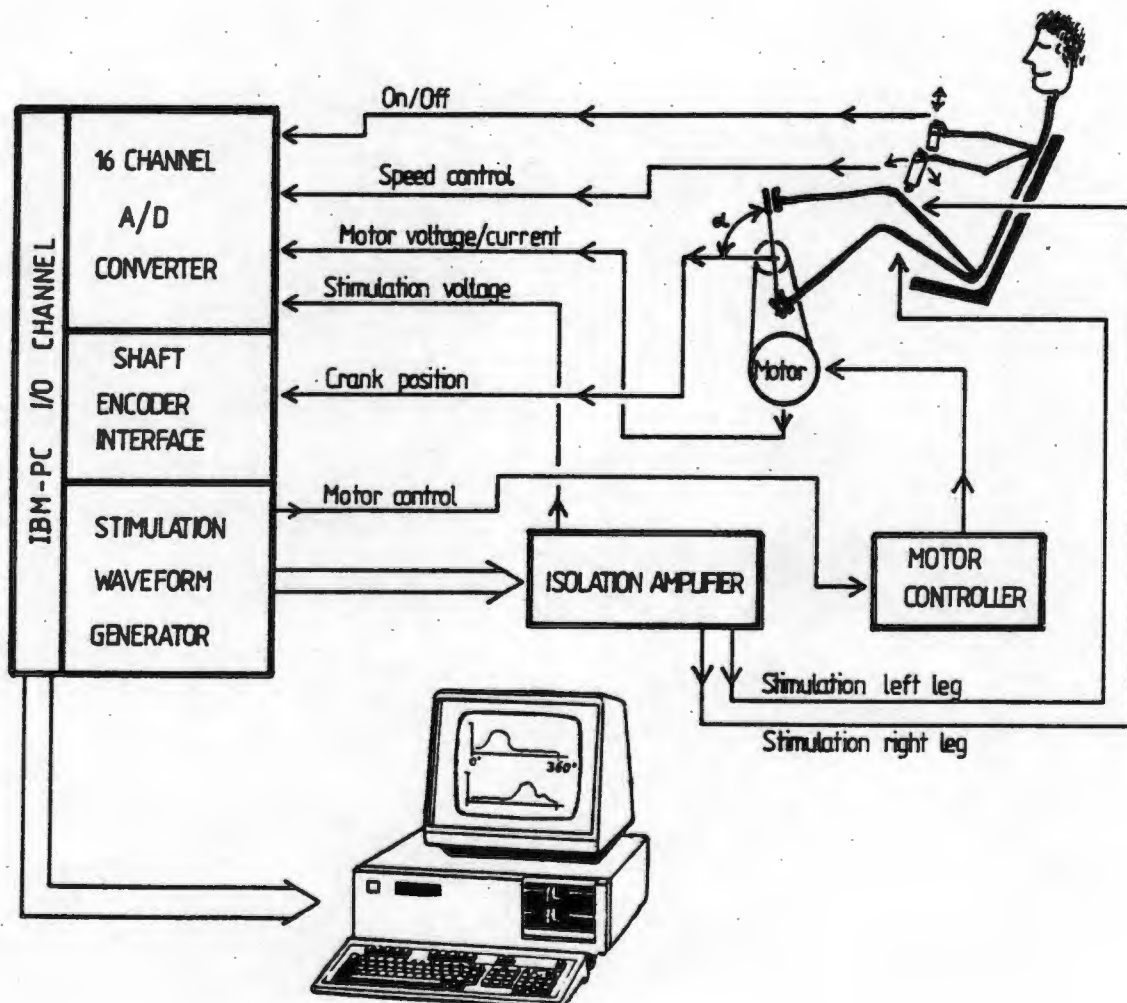 On/Off
16 CHANNEL
A/D
CONVERTER
Speed control
α
Motor voltage/current
Stimulation voltage
IBM-PC I/O CHANNEL
SHAFT
ENCODER
INTERFACE
Crank position
Motor
Motor control
STIMULATION
WAVEFORM
GENERATOR
ISOLATION AMPLIFIER
MOTOR
CONTROLLER
Stimulation left leg
Stimulation right leg
0° 360°